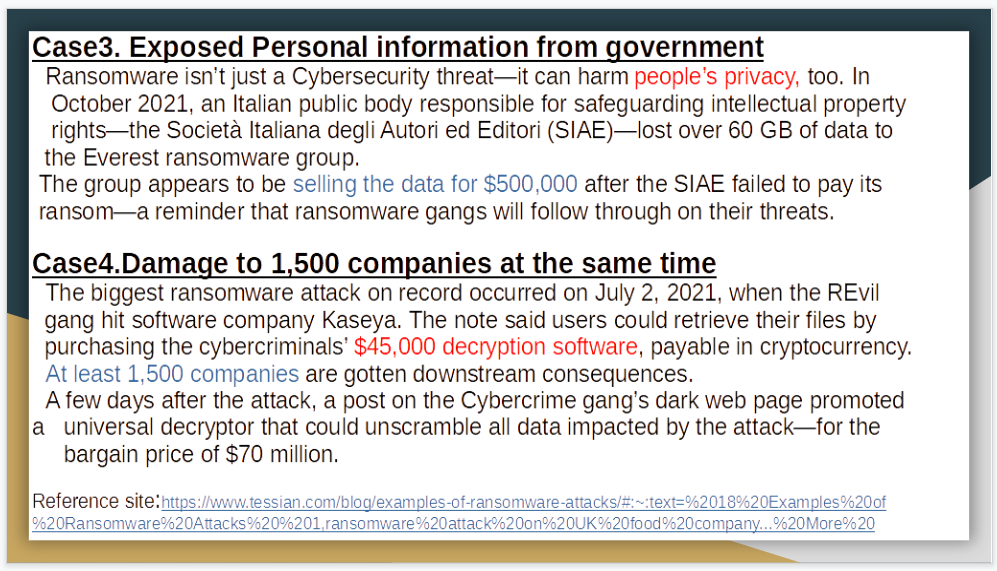 Case3. Exposed Personal information from government
Ransomware isn’t just a Cybersecurity threat—it can harm people’s privacy, too. In
October 2021, an Italian public body responsible for safeguarding intellectual property
rights—the Società Italiana degli Autori ed Editori (SIAE)—lost over 60 GB of data to
the Everest ransomware group.
The group appears to be selling the data for $500,000 after the SIAE failed to pay its
ransom—a reminder that ransomware gangs will follow through on their threats.
Case4.Damage to 1,500 companies at the same time
The biggest ransomware attack on record occurred on July 2, 2021, when the REvil
gang hit software company Kaseya. The note said users could retrieve their files by
purchasing the cybercriminals’ $45,000 decryption software, payable in cryptocurrency.
At least 1,500 companies are gotten downstream consequences.
A few days after the attack, a post on the Cybercrime gang’s dark web page promoted
a universal decryptor that could unscramble all data impacted by the attack—for the
bargain price of $70 million.
Reference site:https://www.tessian.com/blog/examples-of-ransomware-attacks/#:~:text=%2018%20Examples%20of
%20Ransomware%20Attacks%20%201,ransomware%20attack%20on%20UK%20food%20company...%20More%20